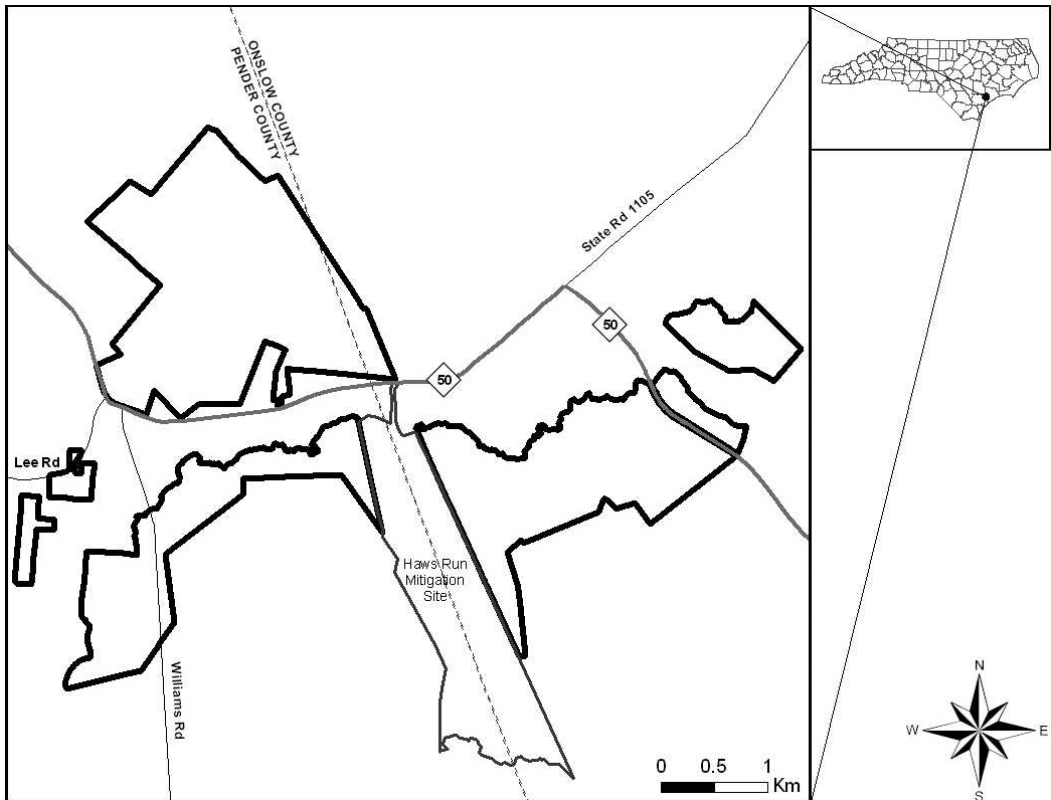 ONSLOW COUNTY
PENDER COUNTY
State Rd 1105
50
50
Lee Rd
Haws Run
Mitigation
Site
Williams Rd
0 0.5 1
Km
N
W E
S